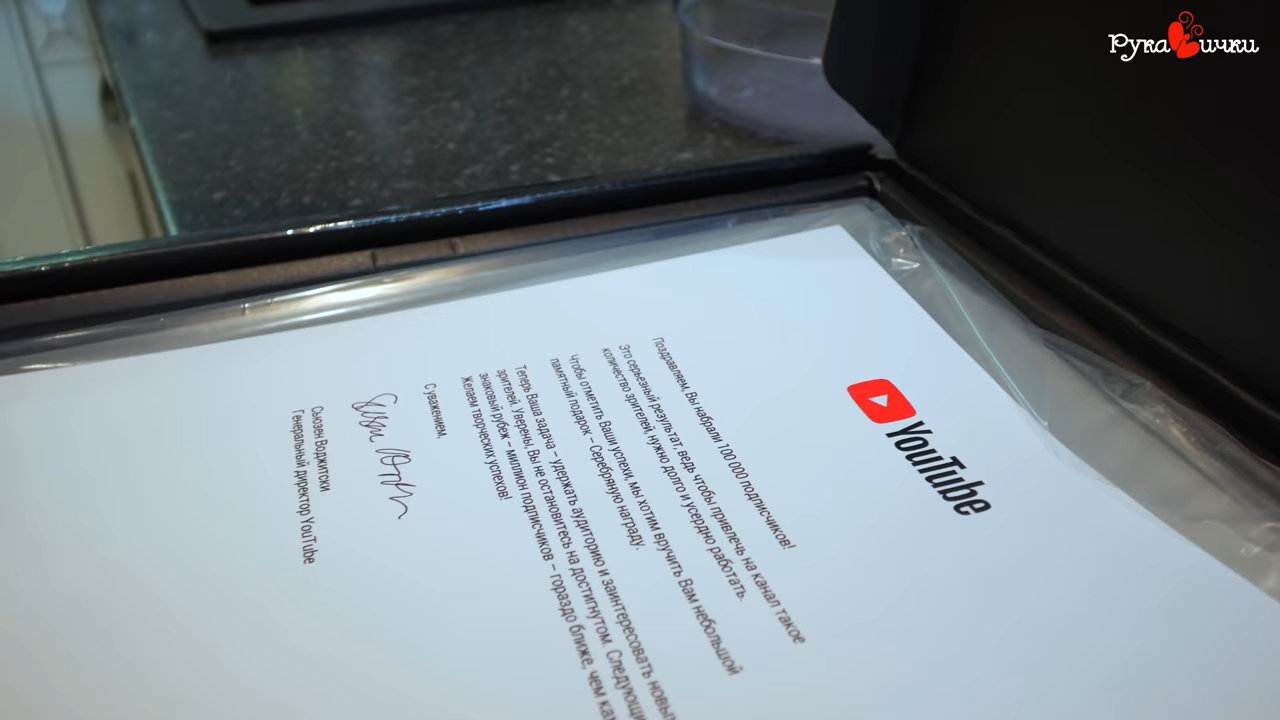 РукаВички
YouTube
Поздравляем, Вы набрали 100 000 подписчиков!
Это серьезный результат, ведь чтобы привлечь на канал такое
количество зрителей, нужно долго и усердно работать.
Чтобы отметить Ваши успехи, мы хотим вручить Вам небольшой
памятный подарок – Серебряную награду.
Теперь Ваша задача – удержать аудиторию и заинтересовать новых
зрителей. Уверены, Вы не остановитесь на достигнутом. Следующий
знаковый рубеж – миллион подписчиков – гораздо ближе, чем
Желаем творческих успехов!
С уважением,
Сьюзен Воджитски
Генеральный директор YouTube